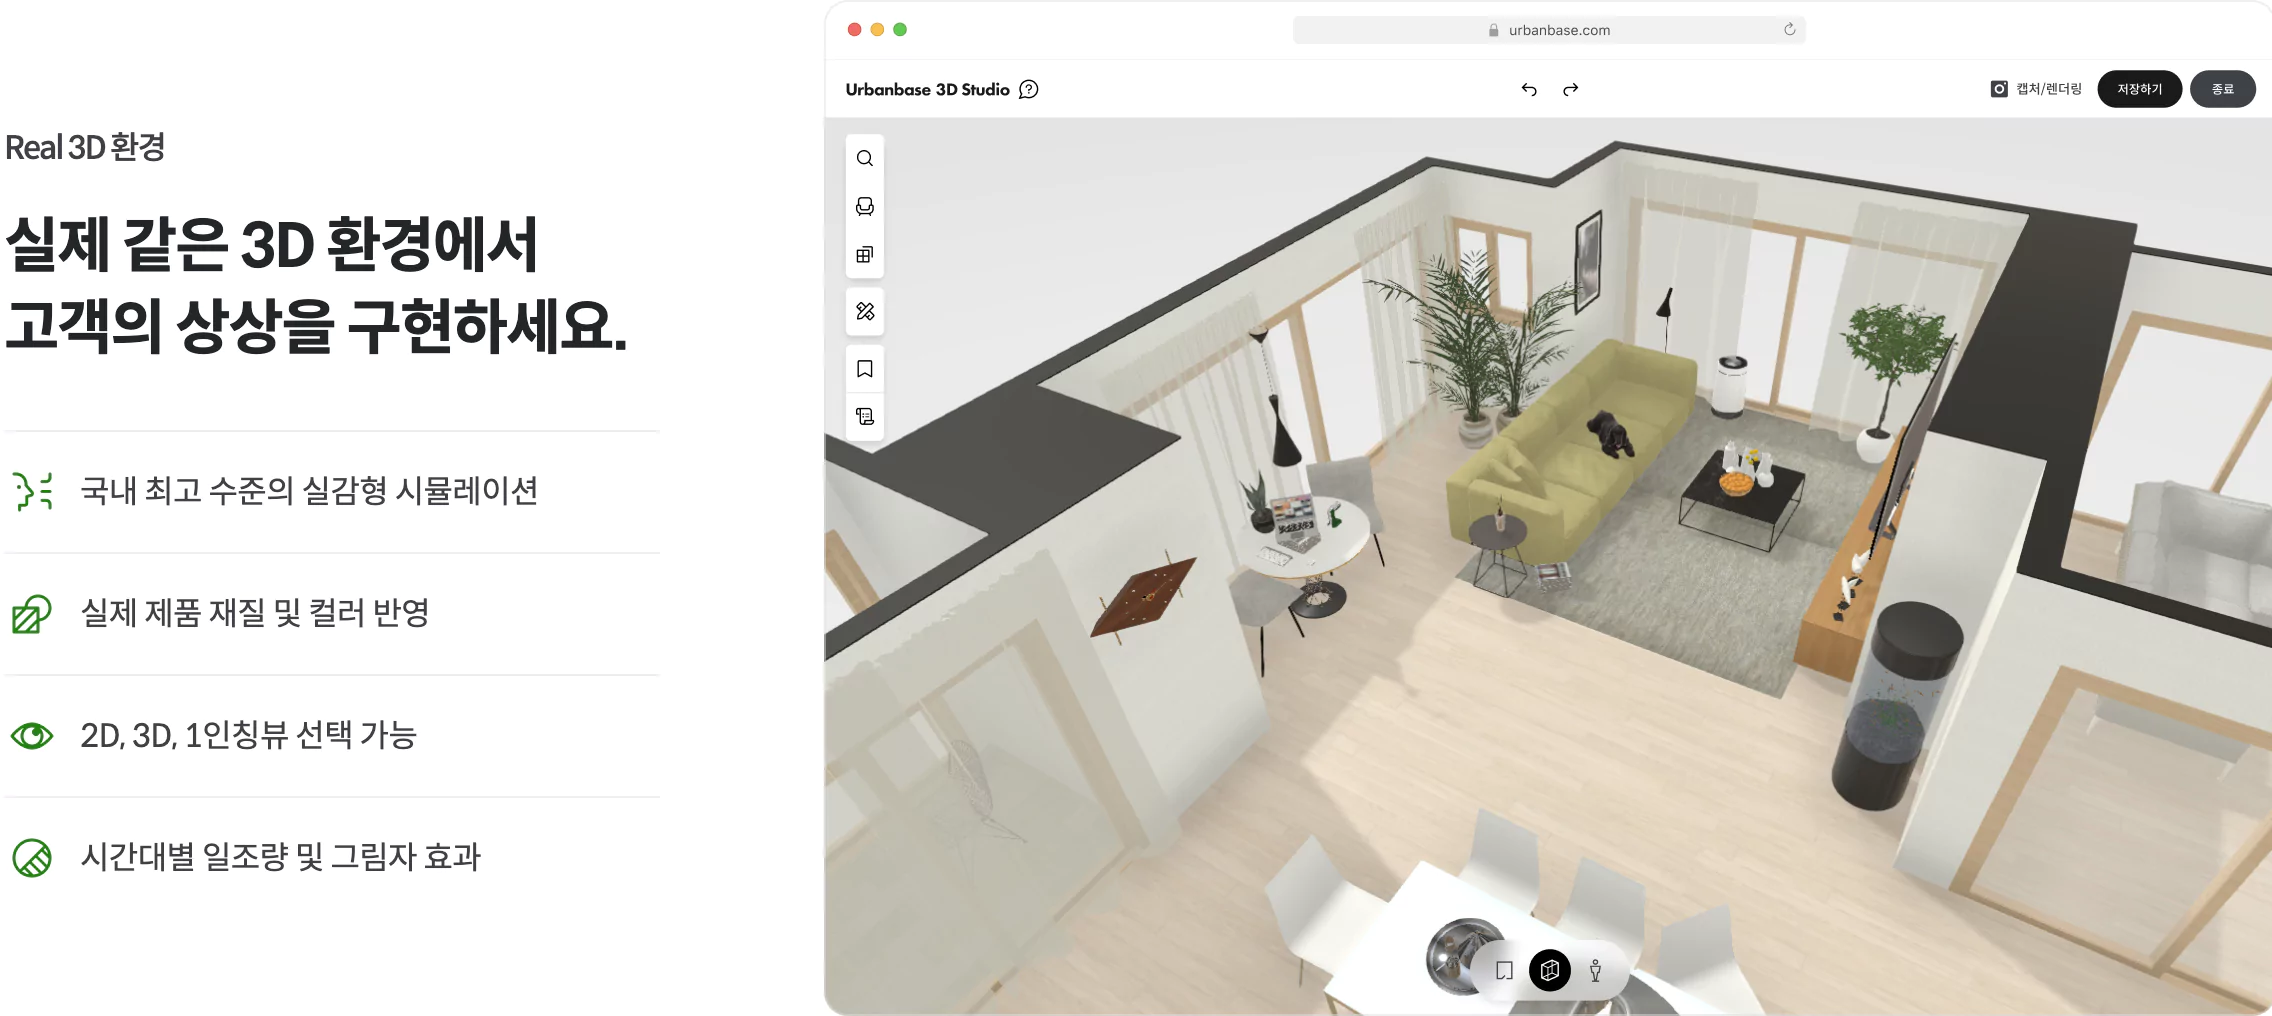 Real 3D 환경
실제 같은 3D 환경에서
고객의 상상을 구현하세요.
국내 최고 수준의 실감형 시뮬레이션
실제 제품 재질 및 컬러 반영
2D, 3D, 1인칭뷰 선택 가능
시간대별 일조량 및 그림자 효과
urbanbase.com
Urbanbase 3D Studio
캡처/렌더링
저장하기
종료